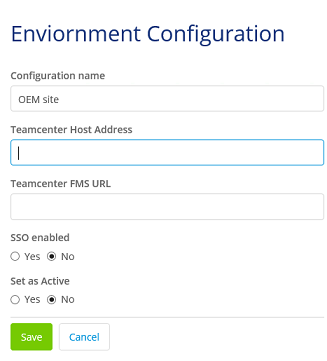 Enviornment Configuration
Configuration name
OEM site
Teamcenter Host Address
Teamcenter FMS URL
SSO enabled
Yes No
Set as Active
Yes No
Save Cancel